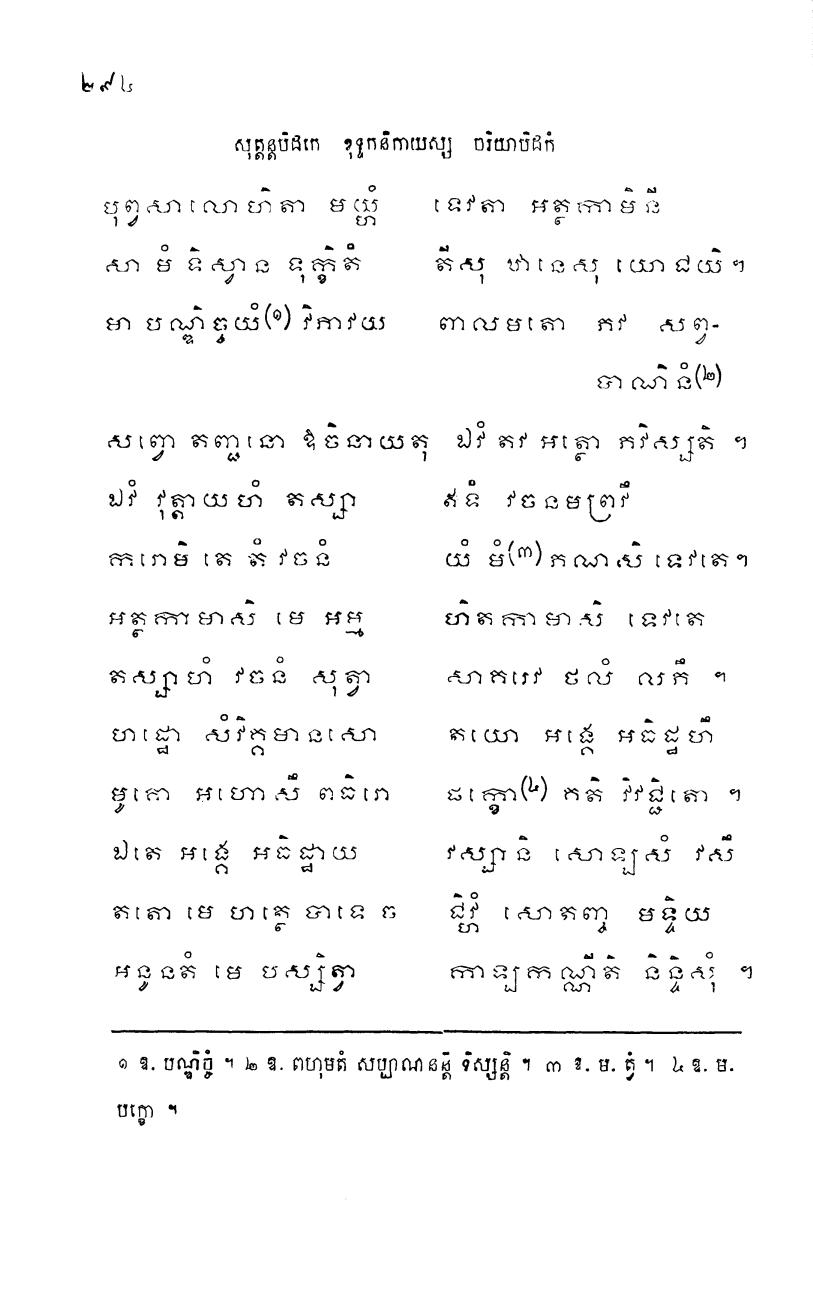 ២៩៤
សុត្តន្តបិដកេ ខុទ្ទកនិកាយស្ស ចរិយាបិដកំ
បុព្វសាលោហិតា មយ្ហំ ទេវតា អត្ថកាមិនី
សា មំ ទិស្វាន ទុក្ខិតំ តីសុ ឋានេសុ យោជយិ។
មា បណ្ឌិច្ចយំ(១) វិភាវយ ពាលមតោ ភវ សព្វ-
បាណិនំ(២)
សព្វោ តញ្ជនោ ឱចិនាយតុ ឯវំ តវ អត្ថោ ភវិស្សតិ ។
ឯវំ វុត្តាយហំ តស្សា ឥទំ វចនមព្រវឹ
ករោមិ តេ តំ វចនំ យំ មំ(៣) ភណសិ ទេវតេ។
អត្ថកាមាសិ មេ អម្ម ហិតកាមាសិ ទេវតេ
តស្សាហំ វចនំ សុត្វា សាគរេវ ថលំ លភឹ ។
ហដ្ឋោ សំវិគ្គមានសោ តយោ អង្គេ អធិដ្ឋហឹ
មូគោ អហោសឹ ពធិរោ បក្ខោ(៤) គតិ វិវជ្ជិតោ ។
ឯតេ អង្គេ អធិដ្ឋាយ វស្សានិ សោឡសំ វសឹ
តតោ មេ ហត្ថេ បាទេ ច ជិវ្ហំ សោតញ្ច មទ្ទិយ
អនូនតំ មេ បស្សិត្វា កាឡកណ្ណីតិ និន្ទិសុំ ។
១ ឱ. បណ្ឌិច្ចំ ។ ២ ឱ. ពហុមតំ សប្បាណនន្តិ ទិស្សន្តិ ។ ៣ ឱ. ម. ត្វំ ។ ៤ ឱ. ម.
បក្ខោ ។